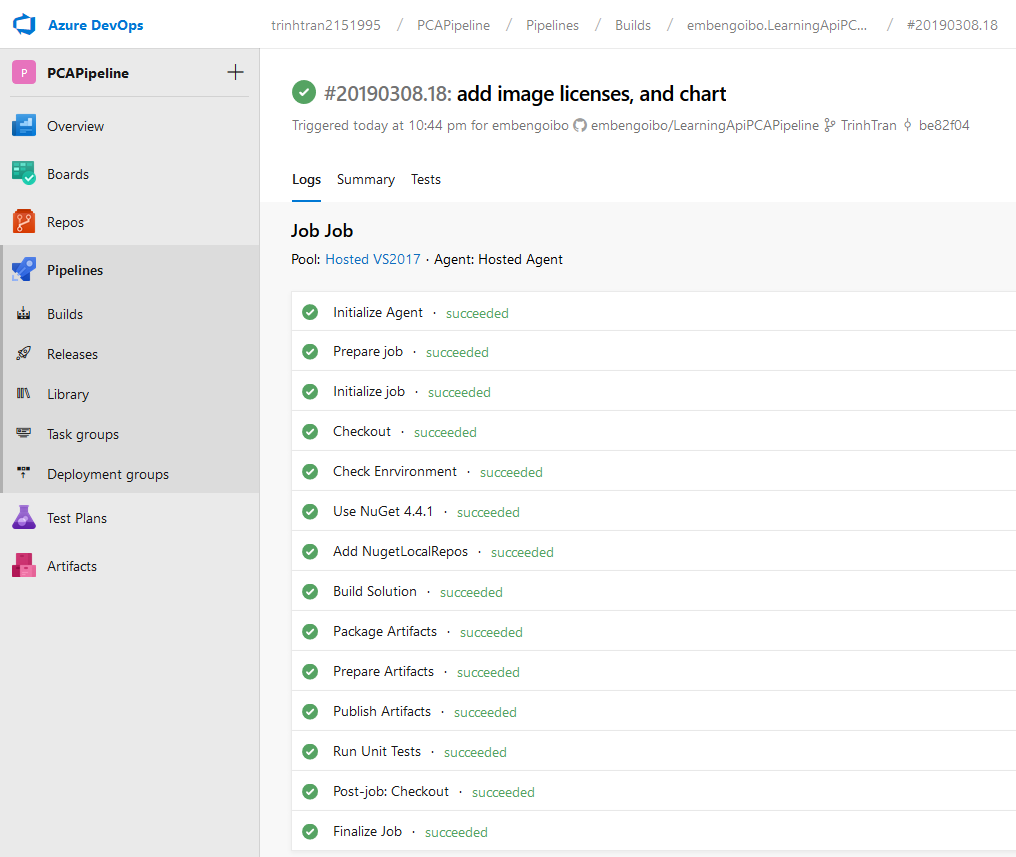 Azure DevOps
trinhtran2151995 / PCAPipeline / Pipelines / Builds / embengoibo.LearningApiPC... / #20190308.18
P PCAPipeline +
Overview
Boards
Repos
Pipelines
Builds
Releases
Library
Task groups
Deployment groups
Test Plans
Artifacts
#20190308.18: add image licenses, and chart
Triggered today at 10:44 pm for embengoibo embengoibo/LearningApiPCAPipeline TrinhTran be82f04
Logs Summary Tests
Job Job
Pool: Hosted VS2017 · Agent: Hosted Agent
Initialize Agent · succeeded
Prepare job · succeeded
Initialize job · succeeded
Checkout · succeeded
Check Enrvironment · succeeded
Use NuGet 4.4.1 · succeeded
Add NugetLocalRepos · succeeded
Build Solution · succeeded
Package Artifacts · succeeded
Prepare Artifacts · succeeded
Publish Artifacts · succeeded
Run Unit Tests · succeeded
Post-job: Checkout · succeeded
Finalize Job · succeeded